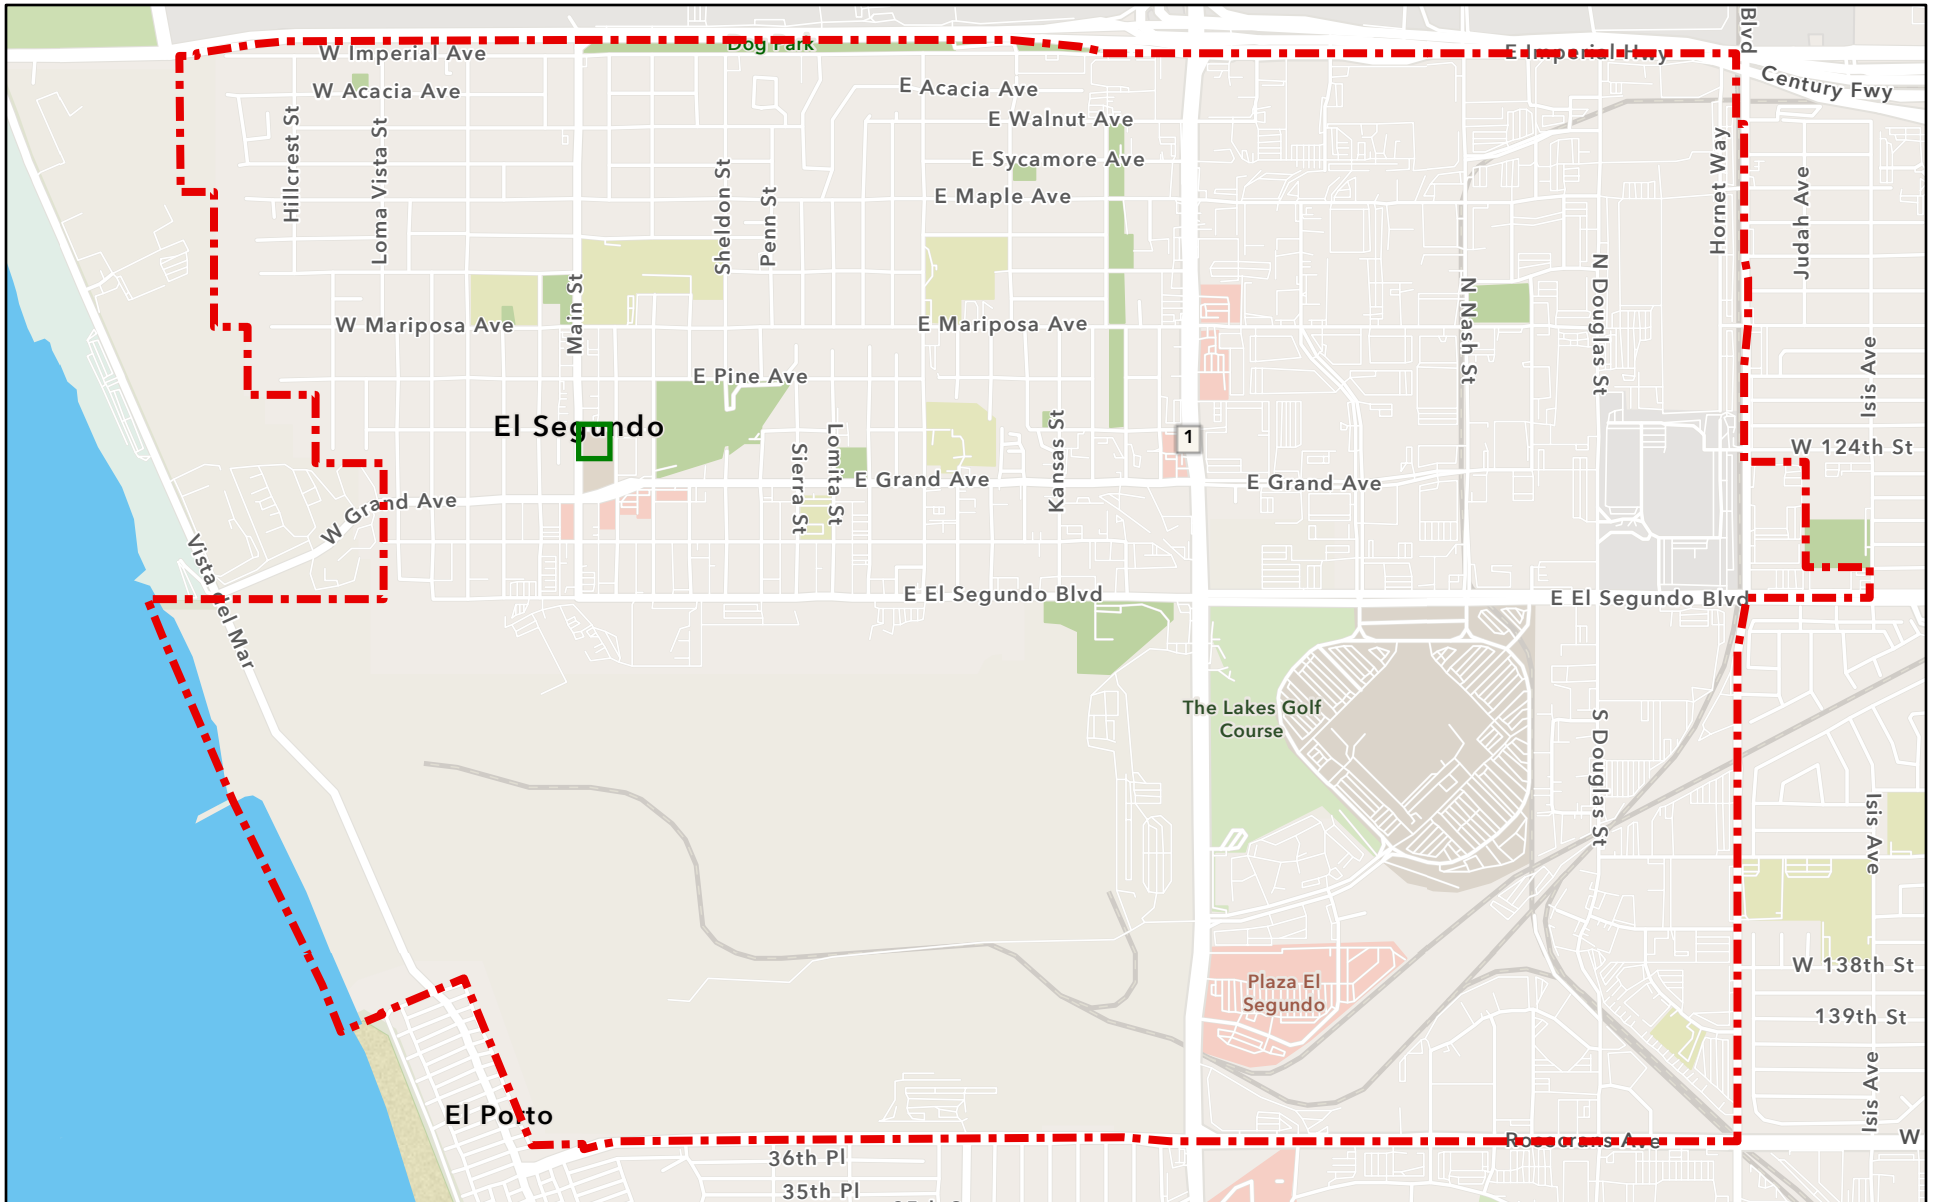 Blvd
W Imperial Ave
Dog Park
E Imperial Hwy
Century Fwy
W Acacia Ave
E Acacia Ave
E Walnut Ave
E Sycamore Ave
E Maple Ave
Hillcrest St
Loma Vista St
Sheldon St
Penn St
Hornet Way
Judah Ave
Main St
W Mariposa Ave
E Mariposa Ave
N Nash St
N Douglas St
Isis Ave
E Pine Ave
El Segundo
1
W 124th St
Sierra St
Lomita St
Kansas St
E Grand Ave
E Grand Ave
W Grand Ave
Vista del Mar
E El Segundo Blvd
E El Segundo Blvd
The Lakes Golf
Course
S Douglas St
Isis Ave
Plaza El
Segundo
W 138th St
139th St
Isis Ave
El Porto
Rosecrans Ave
W
36th Pl
35th Pl